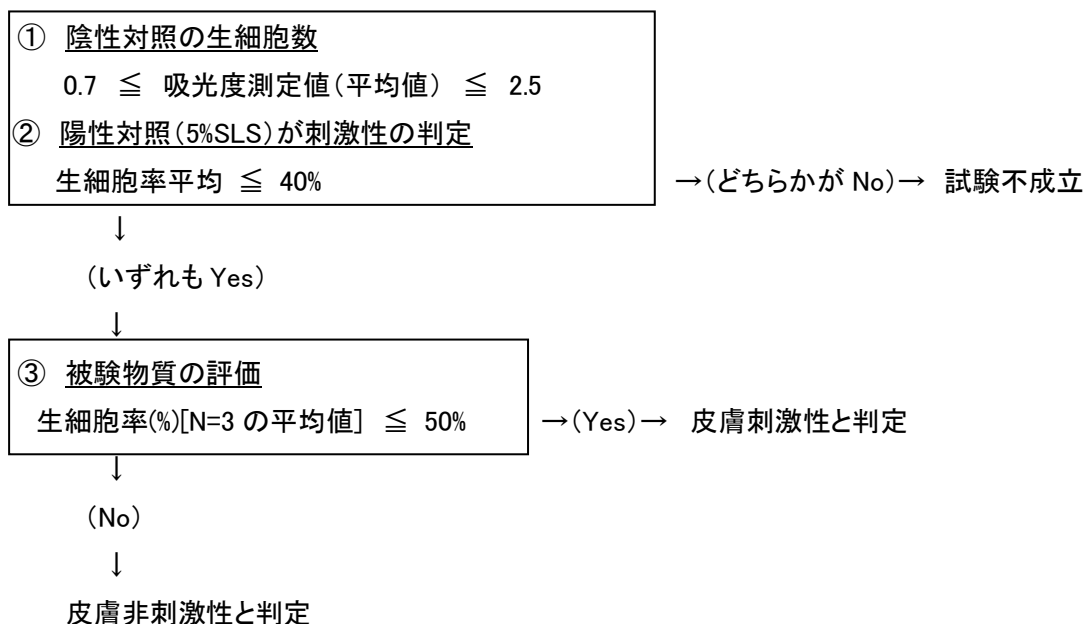 ① 陰性対照の生細胞数
0.7 ≦ 吸光度測定値(平均値) ≦ 2.5
② 陽性対照(5%SLS)が刺激性の判定
生細胞率平均 ≦ 40% →(どちらかが No)→ 試験不成立
↓
(いずれも Yes)
↓
③ 被験物質の評価
生細胞率(%)[N=3 の平均値] ≦ 50% →(Yes)→ 皮膚刺激性と判定
↓
(No)
↓
皮膚非刺激性と判定